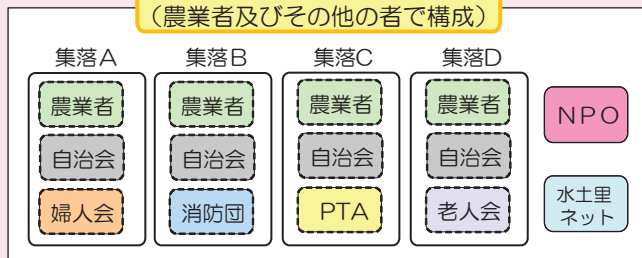 （農業者及びその他の者で構成）
集落A
集落B
集落C
集落D
農業者
農業者
農業者
農業者
自治会
自治会
自治会
自治会
婦人会
消防団
PTA
老人会
NPO
水土里
ネット